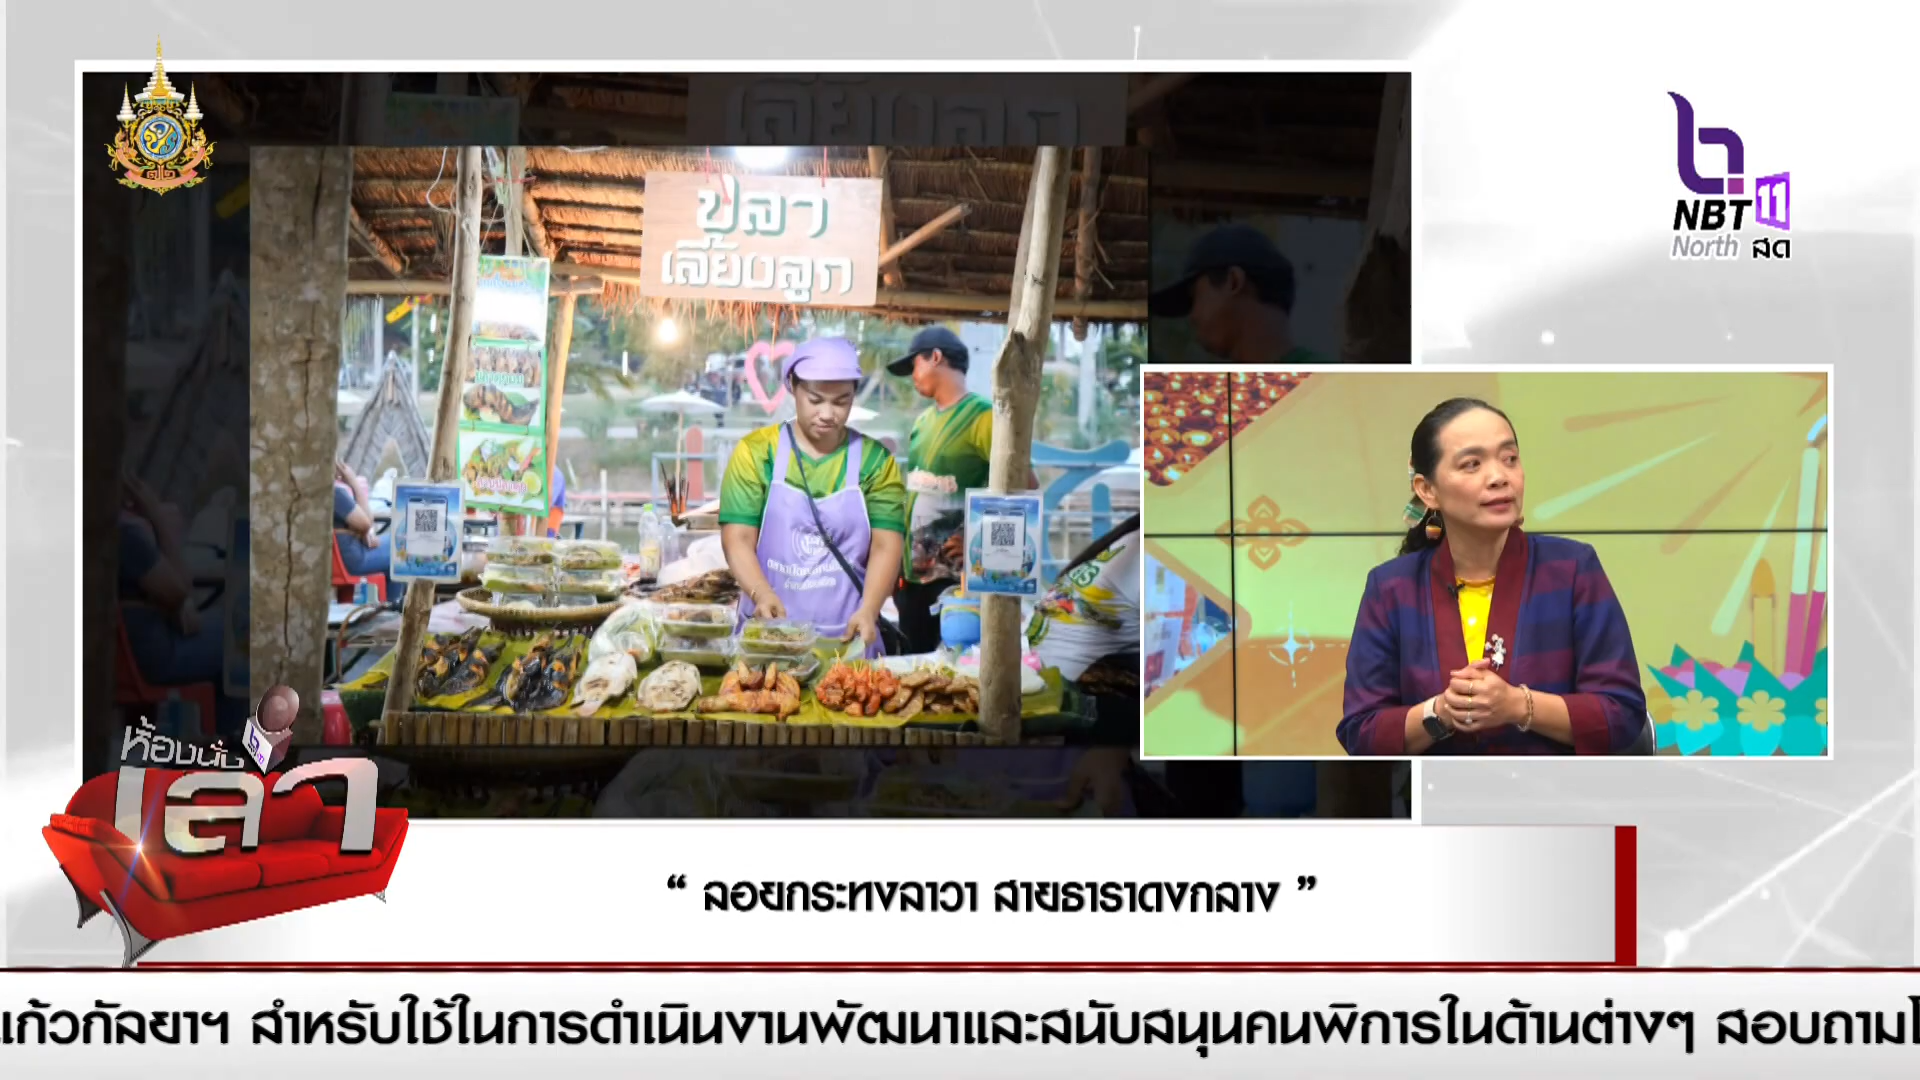 ปลา
เลี้ยงลูก
NBT 11
North สด
ห้องนั่ง
เล่า
“ ลอยกระทงลาวา สายธาราดงกลาง ”
แก้วกัลยาฯ สำหรับใช้ในการดำเนินงานพัฒนาและสนับสนุนคนพิการในด้านต่างๆ สอบถามโ